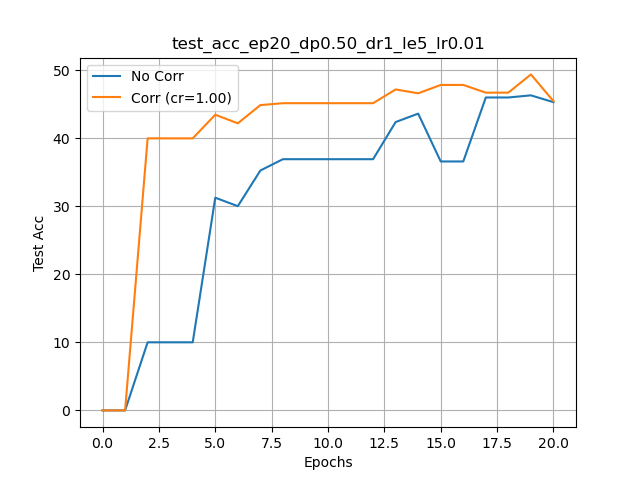 test_acc_ep20_dp0.50_dr1_le5_lr0.01
No Corr
Corr (cr=1.00)
Test Acc
50
40
30
20
10
0
0.0 2.5 5.0 7.5 10.0 12.5 15.0 17.5 20.0
Epochs